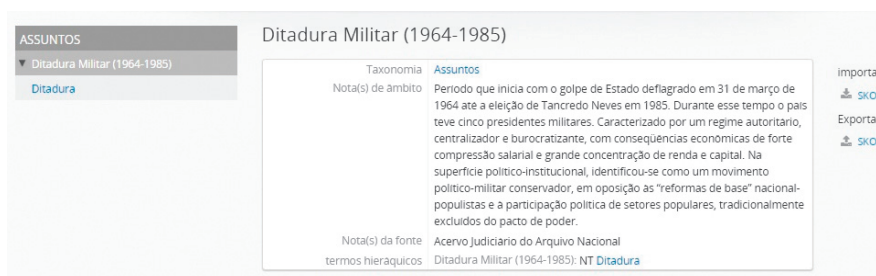 ASSUNTOS
▼ Ditadura Militar (1964-1985)
Ditadura
Ditadura Militar (1964-1985)
Taxonomia Assuntos
Nota(s) de âmbito Período que inicia com o golpe de Estado deflagrado em 31 de março de
1964 até a eleição de Tancredo Neves em 1985. Durante esse tempo o país
teve cinco presidentes militares. Caracterizado por um regime autoritário,
centralizador e burocratizante, com conseqüências econômicas de forte
compressão salarial e grande concentração de renda e capital. Na
superfície político-institucional, identificou-se como um movimento
político-militar conservador, em oposição às "reformas de base" nacional-
populistas e à participação política de setores populares, tradicionalmente
excluídos do pacto de poder.
Nota(s) da fonte Acervo Judiciário do Arquivo Nacional
termos hieráquicos Ditadura Militar (1964-1985): NT Ditadura
importa
SKO
Exporta
SKO